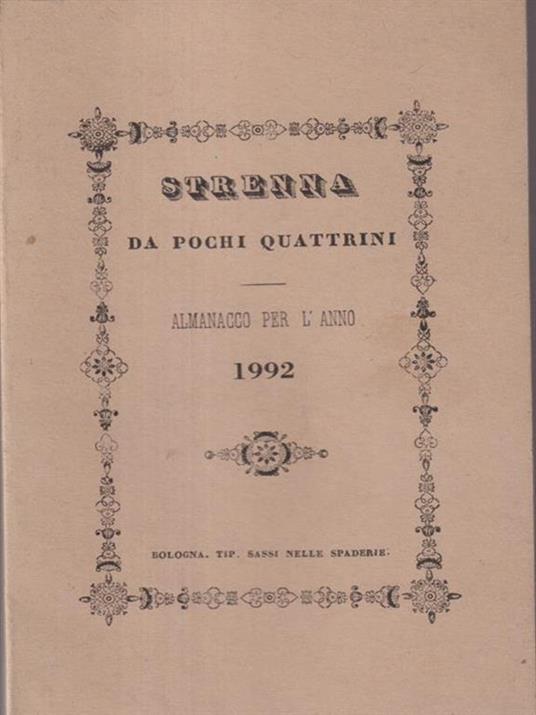 STRENNA
DA POCHI QUATTRINI
ALMANACCO PER L'ANNO
1992
BOLOGNA. TIP. SASSI NELLE SPADERIE.